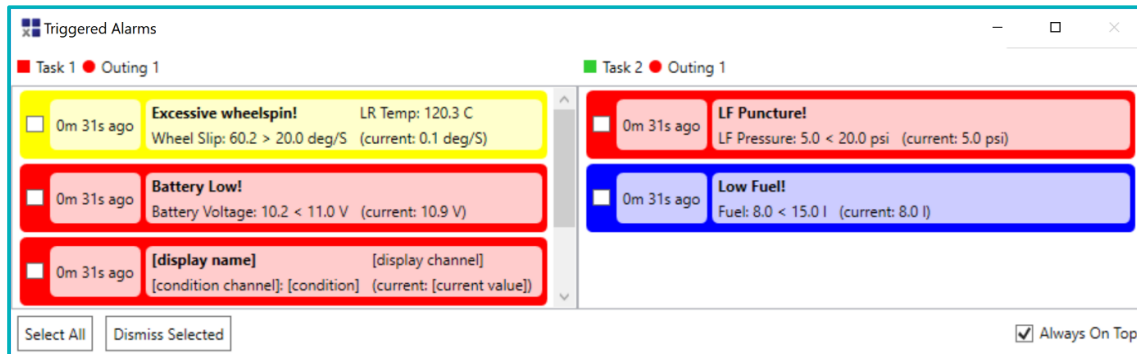 Triggered Alarms
Task 1 Outing 1
Excessive wheelspin! LR Temp: 120.3 C
0m 31s ago
Wheel Slip: 60.2 > 20.0 deg/S (current: 0.1 deg/S)
Battery Low!
0m 31s ago
Battery Voltage: 10.2 < 11.0 V (current: 10.9 V)
[display name] [display channel]
0m 31s ago
[condition channel]: [condition] (current: [current value])
Task 2 Outing 1
LF Puncture!
0m 31s ago
LF Pressure: 5.0 < 20.0 psi (current: 5.0 psi)
Low Fuel!
0m 31s ago
Fuel: 8.0 < 15.0 l (current: 8.0 l)
Select All Dismiss Selected Always On Top